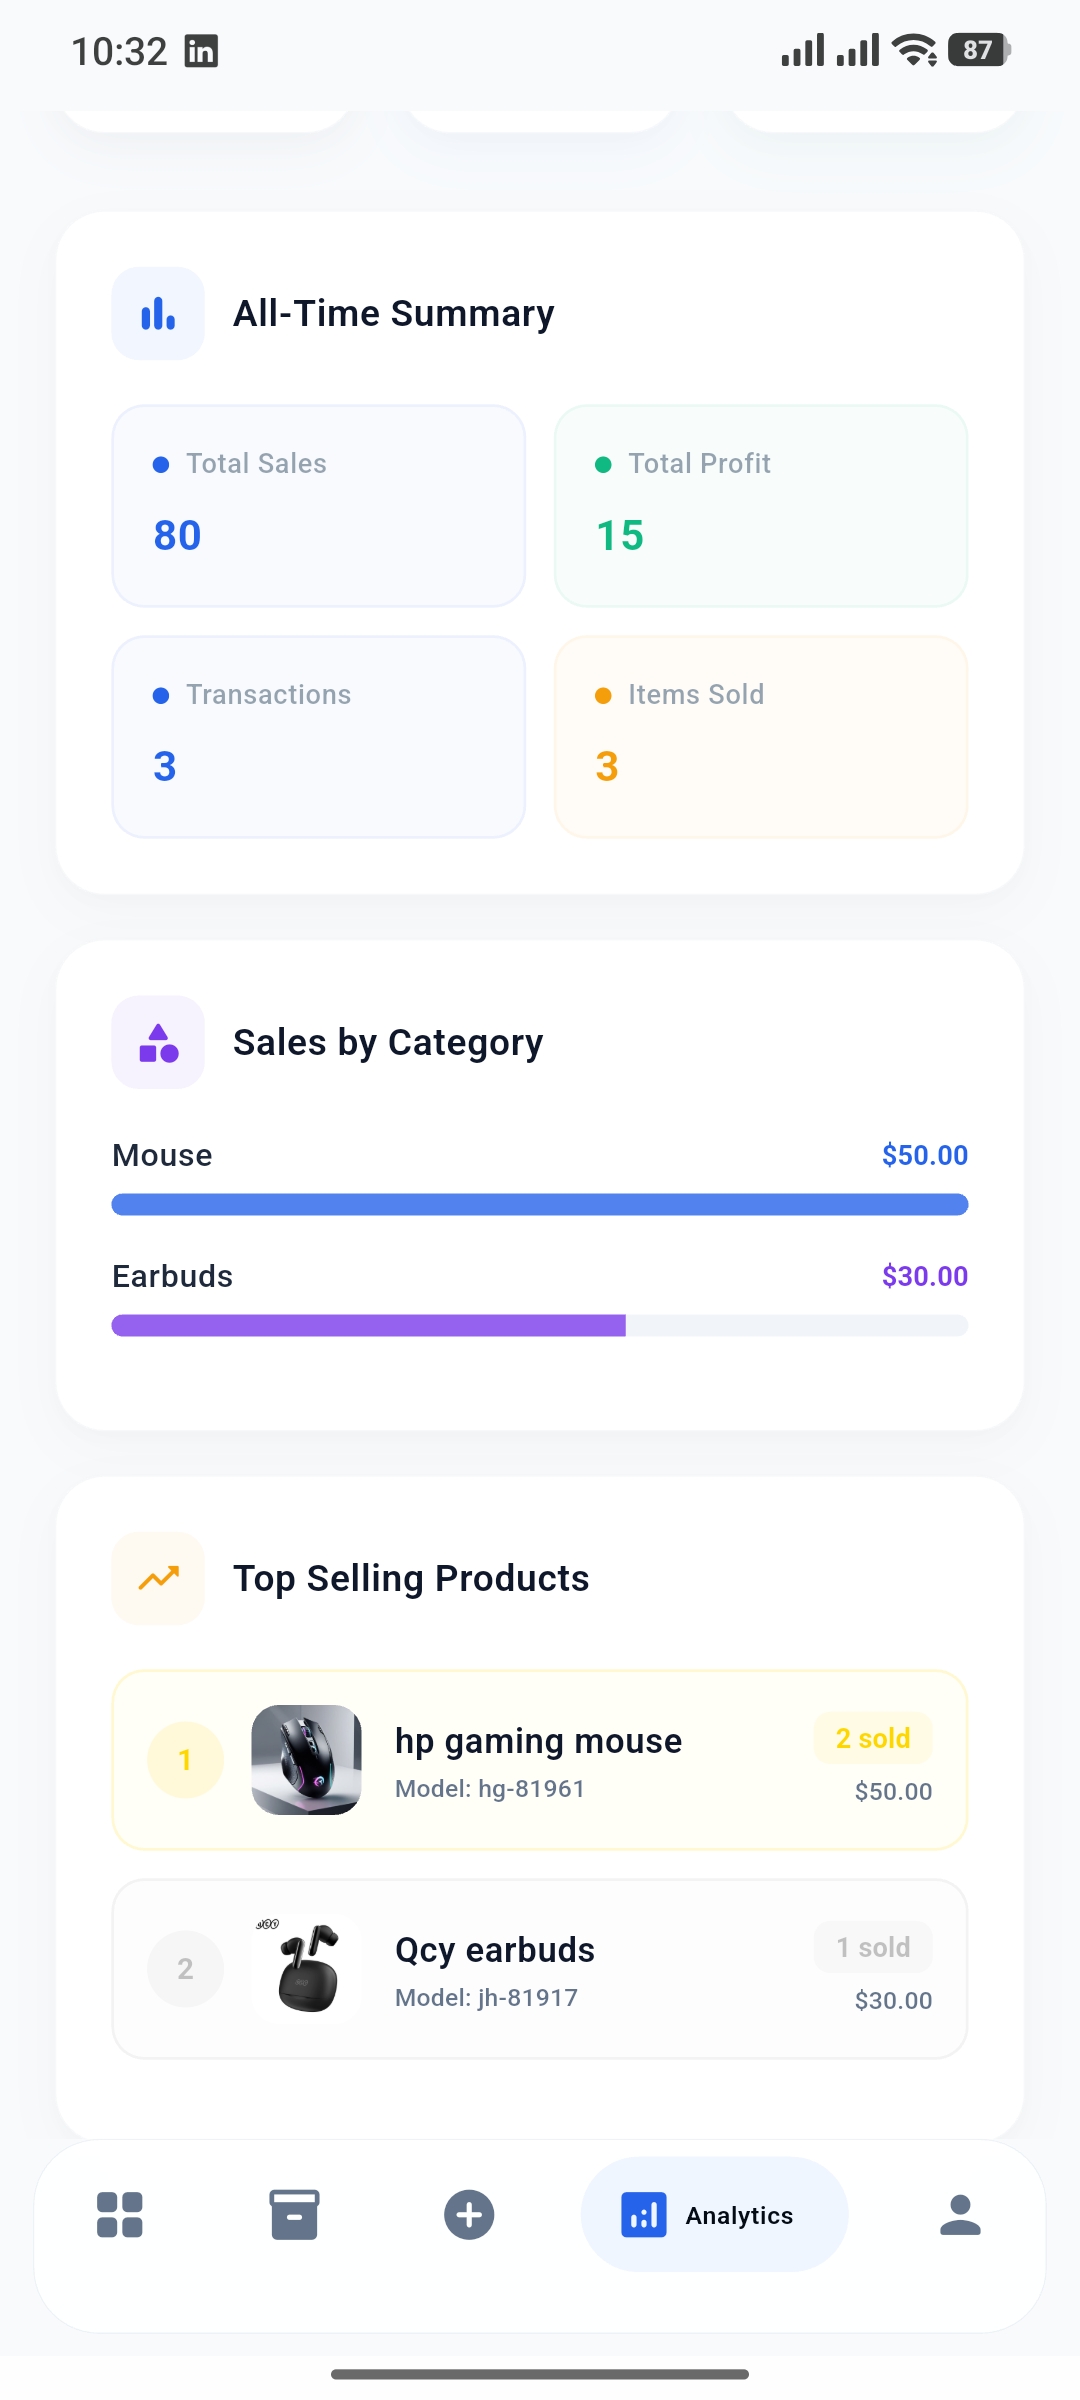 10:32
87
All-Time Summary
Total Sales
80
Total Profit
15
Transactions
3
Items Sold
3
Sales by Category
Mouse
$50.00
Earbuds
$30.00
Top Selling Products
1
hp gaming mouse
Model: hg-81961
2 sold
$50.00
2
Qcy earbuds
Model: jh-81917
1 sold
$30.00
Analytics